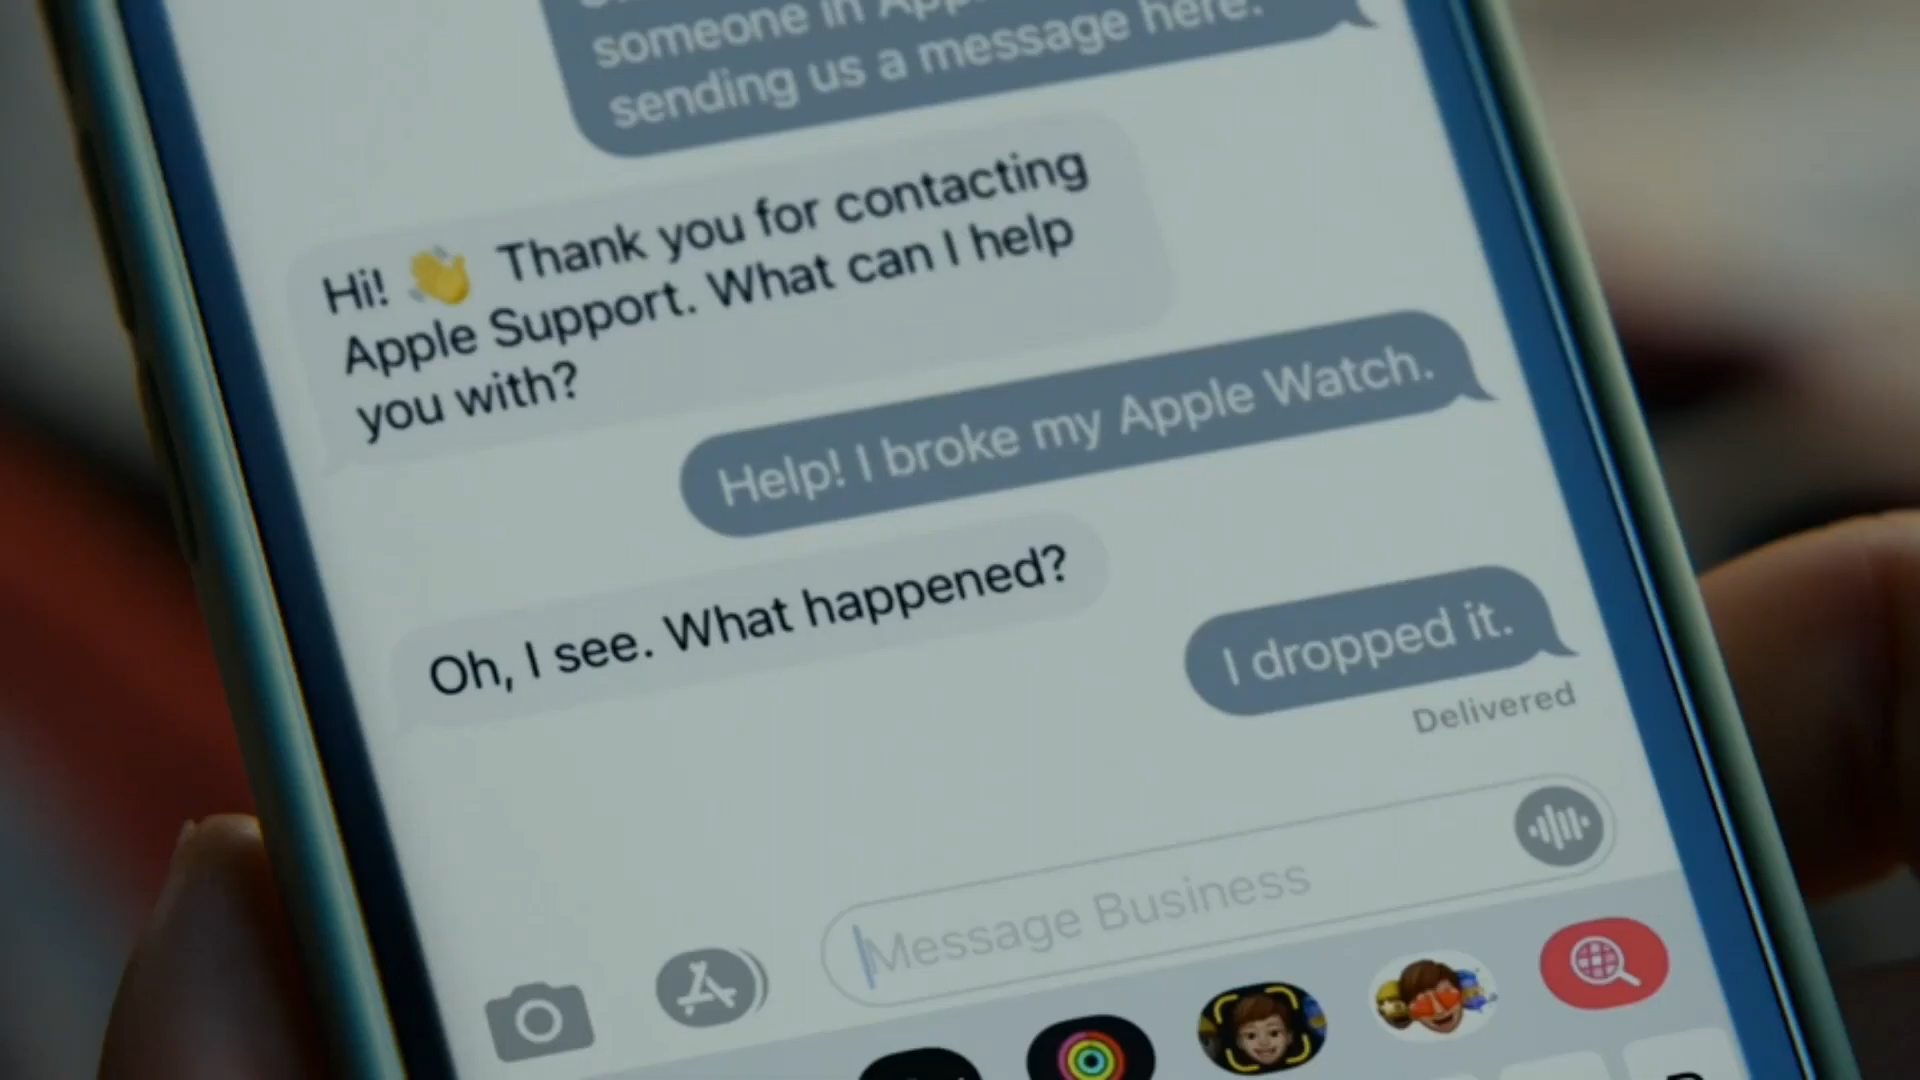 someone in
sending us a message here.
Hi! 👋 Thank you for contacting
Apple Support. What can I help
you with?
Help! I broke my Apple Watch.
Oh, I see. What happened?
I dropped it.
Delivered
Message Business